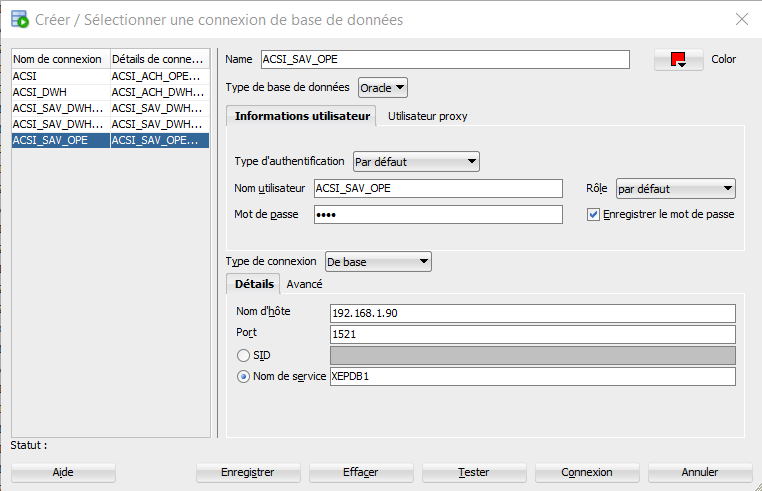 Créer / Sélectionner une connexion de base de données
Nom de connexion Détails de conne...
ACSI ACSI_ACH_OPE...
ACSI_DWH ACSI_ACH_DWH...
ACSI_SAV_DWH... ACSI_SAV_DWH...
ACSI_SAV_DWH... ACSI_SAV_DWH...
ACSI_SAV_OPE ACSI_SAV_OPE...
Name ACSI_SAV_OPE Color
Type de base de données Oracle
Informations utilisateur Utilisateur proxy
Type d'authentification Par défaut
Nom utilisateur ACSI_SAV_OPE Rôle par défaut
Mot de passe •••• Enregistrer le mot de passe
Type de connexion De base
Détails Avancé
Nom d'hôte 192.168.1.90
Port 1521
SID
Nom de service XEPDB1
Statut :
Aide Enregistrer Effacer Tester Connexion Annuler